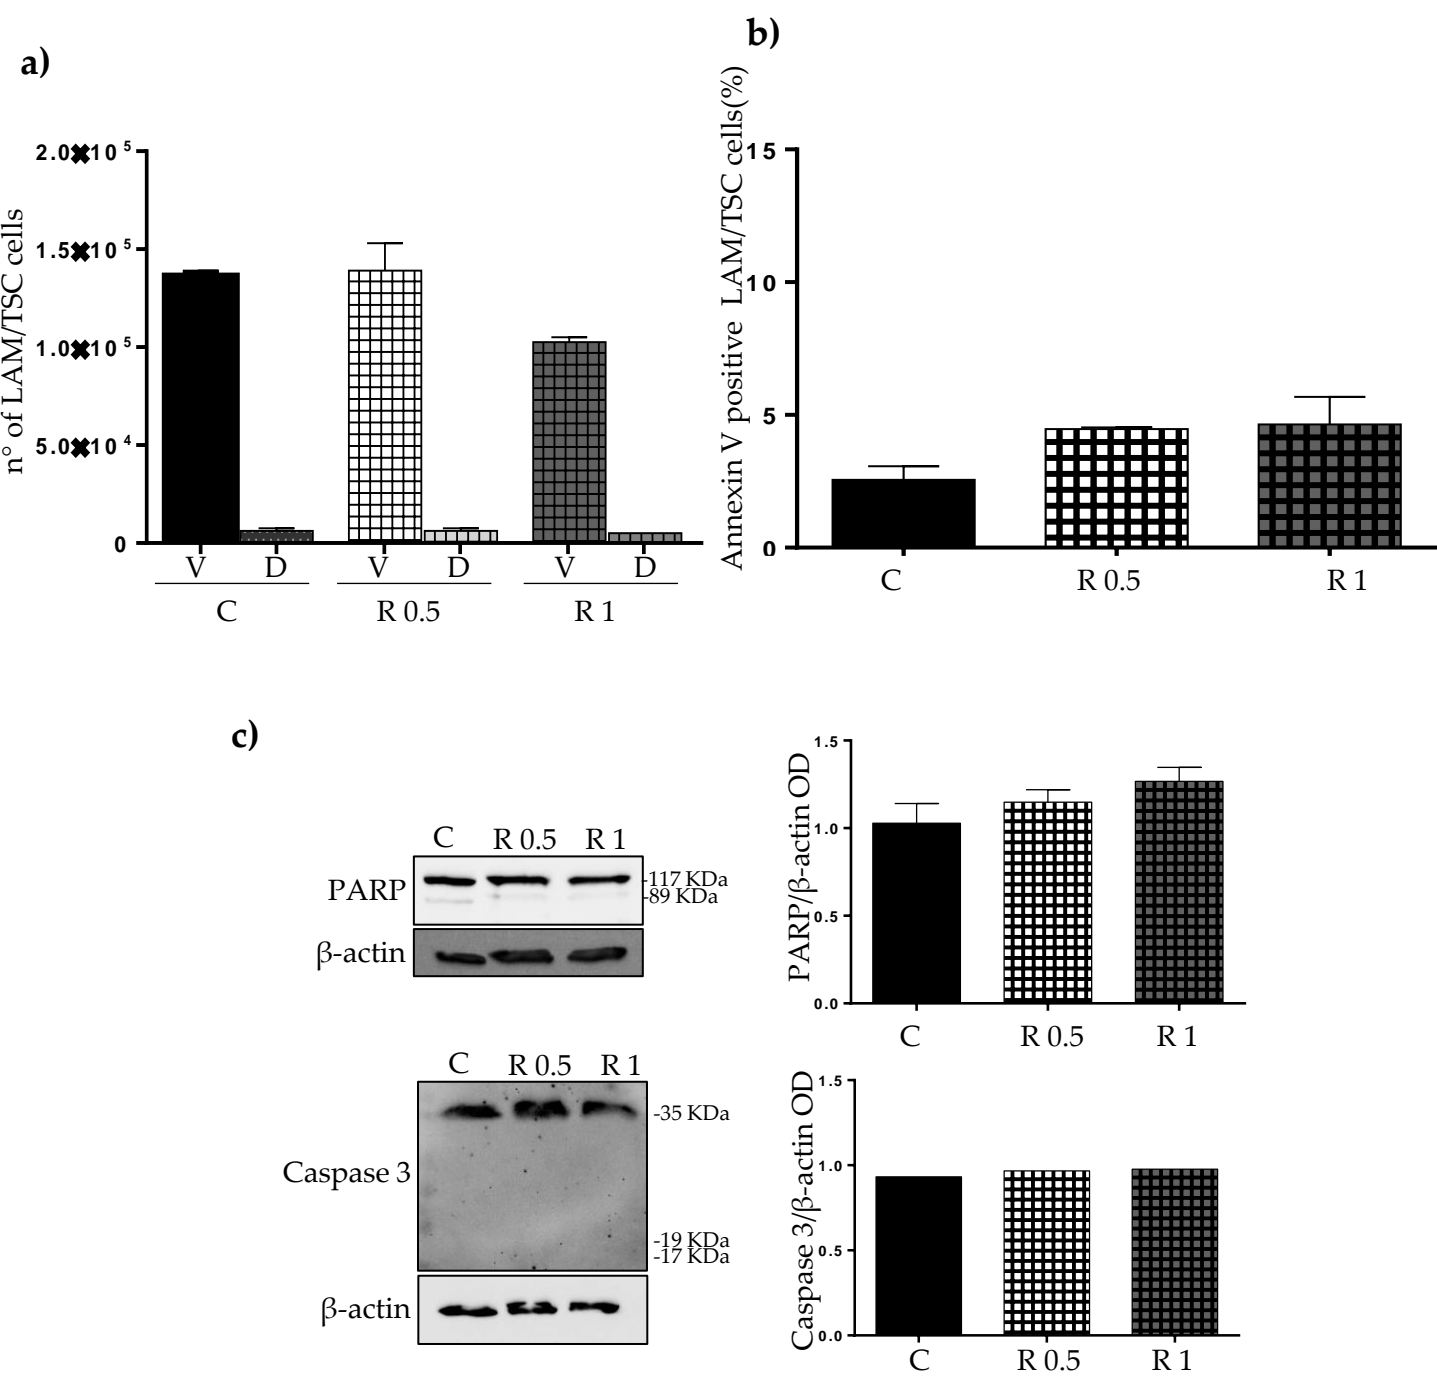 a)
n° of LAM/TSC cells
2.0✖10 5
1.5✖10 5
1.0✖10 5
5.0✖10 4
0
V D V D V D
C R 0.5 R 1
b)
Annexin V positive LAM/TSC cells(%)
15
10
5
0
C R 0.5 R 1
c)
C R 0.5 R 1
PARP
-117 KDa
-89 KDa
β-actin
PARP/β-actin OD
1.5
1.0
0.5
0.0
C R 0.5 R 1
C R 0.5 R 1
Caspase 3
-35 KDa
-19 KDa
-17 KDa
β-actin
Caspase 3/β-actin OD
1.5
1.0
0.5
0.0
C R 0.5 R 1